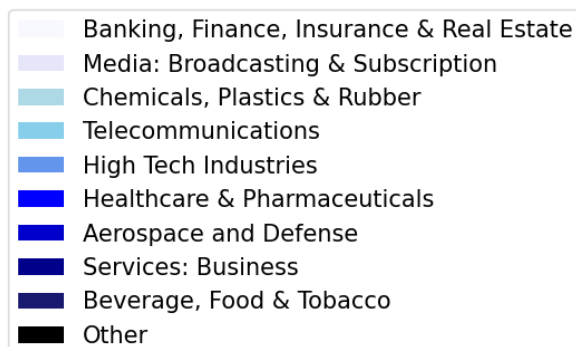 Banking, Finance, Insurance & Real Estate
Media: Broadcasting & Subscription
Chemicals, Plastics & Rubber
Telecommunications
High Tech Industries
Healthcare & Pharmaceuticals
Aerospace and Defense
Services: Business
Beverage, Food & Tobacco
Other